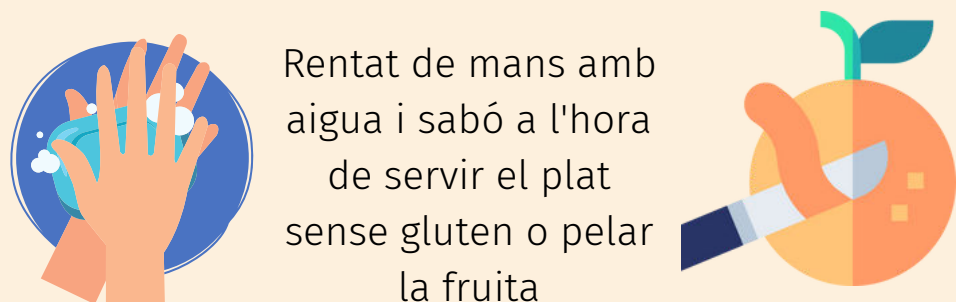 Rentat de mans amb
aigua i sabó a l'hora
de servir el plat
sense gluten o pelar
la fruita